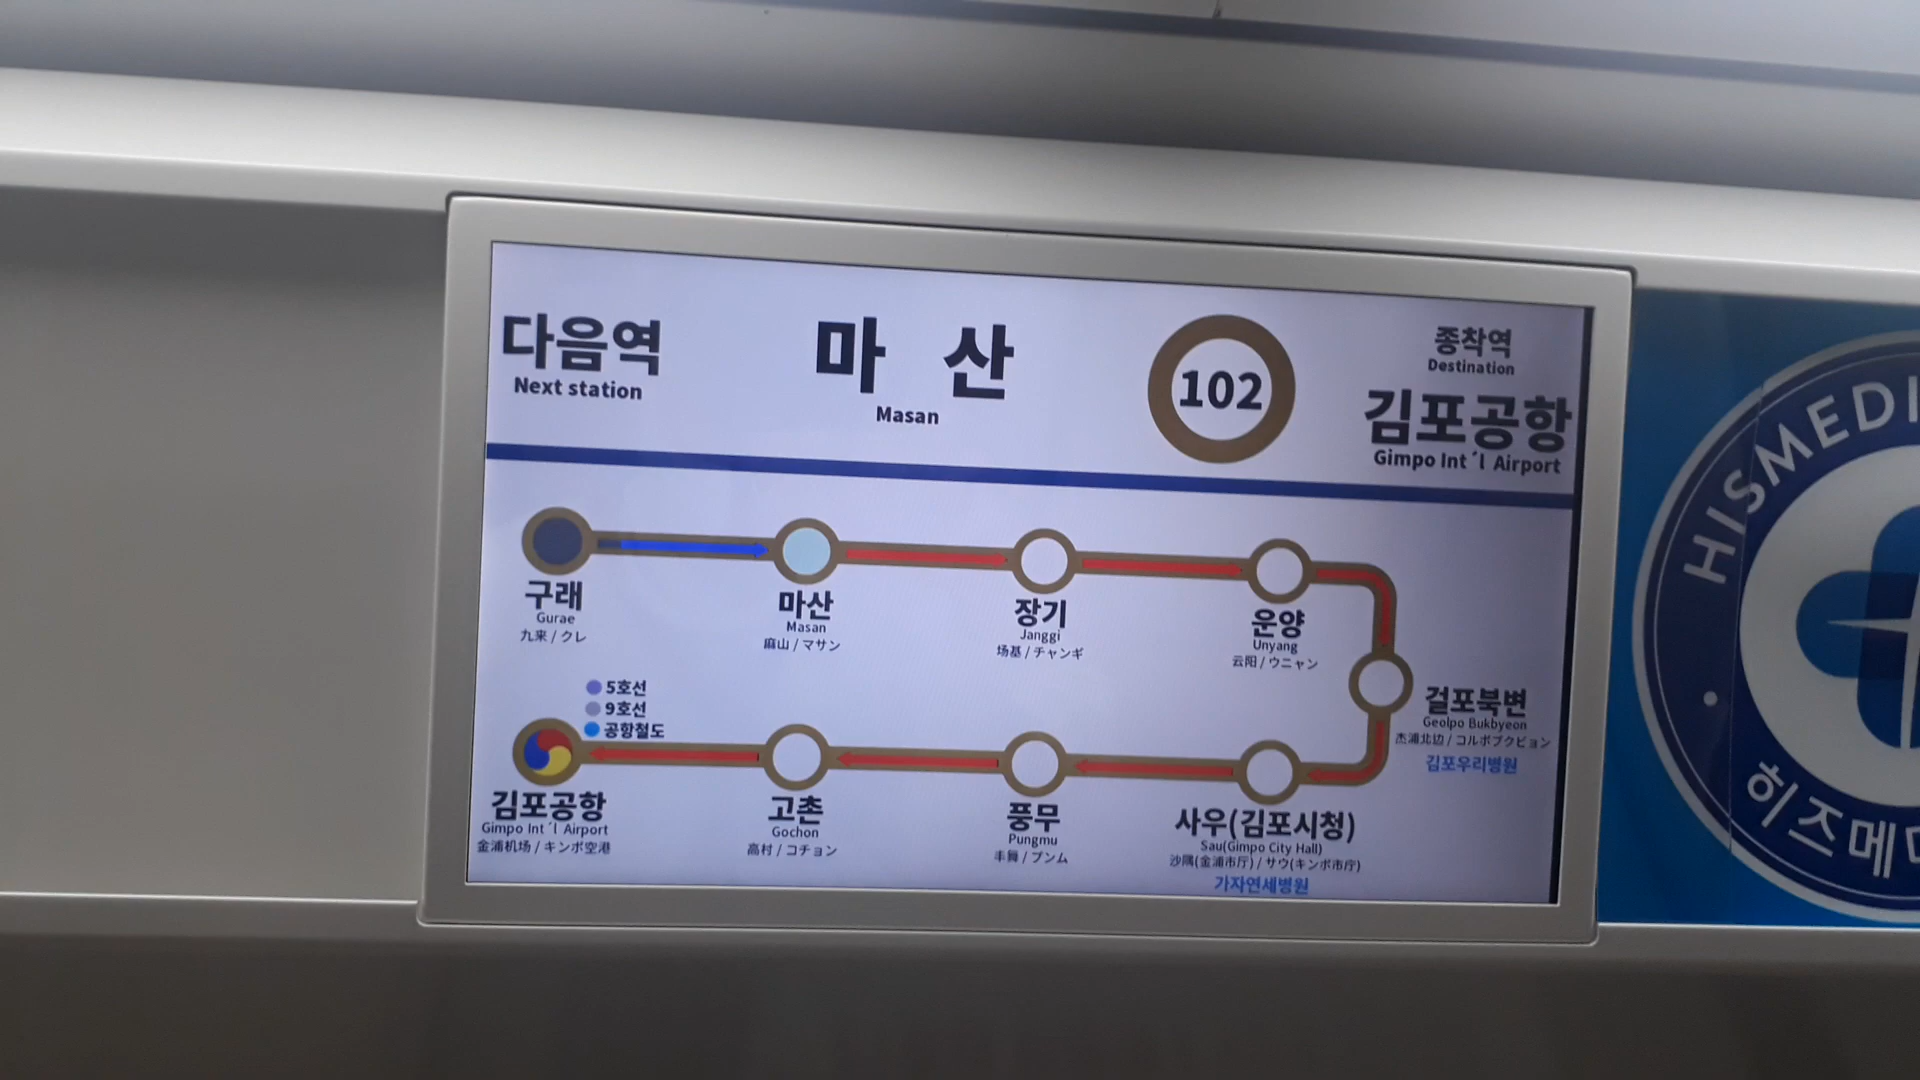 다음역
Next station
마 산
Masan
102
종착역
Destination
김포공항
Gimpo Int´l Airport
구래
Gurae
九来 / クレ
마산
Masan
麻山 / マサン
장기
Janggi
场基 / チャンギ
운양
Unyang
云阳 / ウニャン
걸포북변
Geolpo Bukbyeon
杰浦北边 / コルポブクビョン
김포우리병원
5호선
9호선
공항철도
김포공항
Gimpo Int´l Airport
金浦机场 / キンポ空港
고촌
Gochon
高村 / コチョン
풍무
Pungmu
丰舞 / プンム
사우(김포시청)
Sau(Gimpo City Hall)
沙隅(金浦市厅) / サウ(キンポ市庁)
가자연세병원
HISMEDI
히즈메